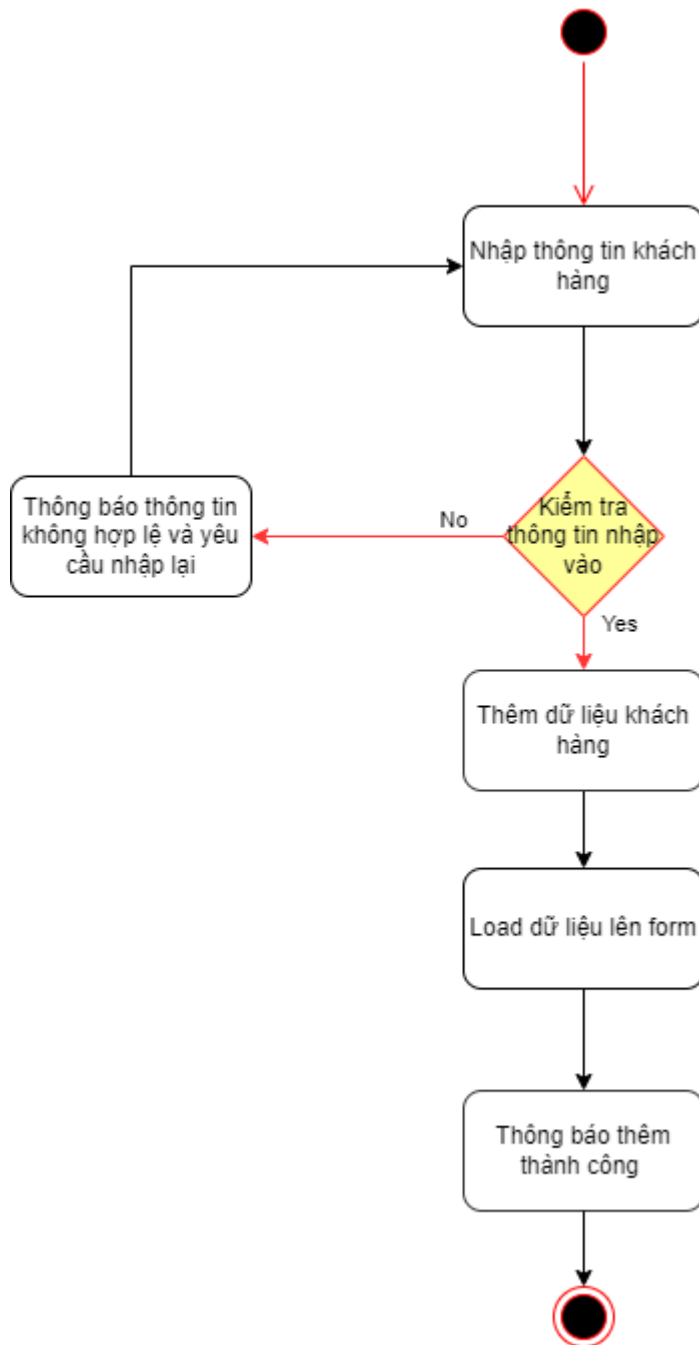 Nhập thông tin khách
hàng
Kiểm tra
thông tin nhập
vào
No
Thông báo thông tin
không hợp lệ và yêu
cầu nhập lại
Yes
Thêm dữ liệu khách
hàng
Load dữ liệu lên form
Thông báo thêm
thành công